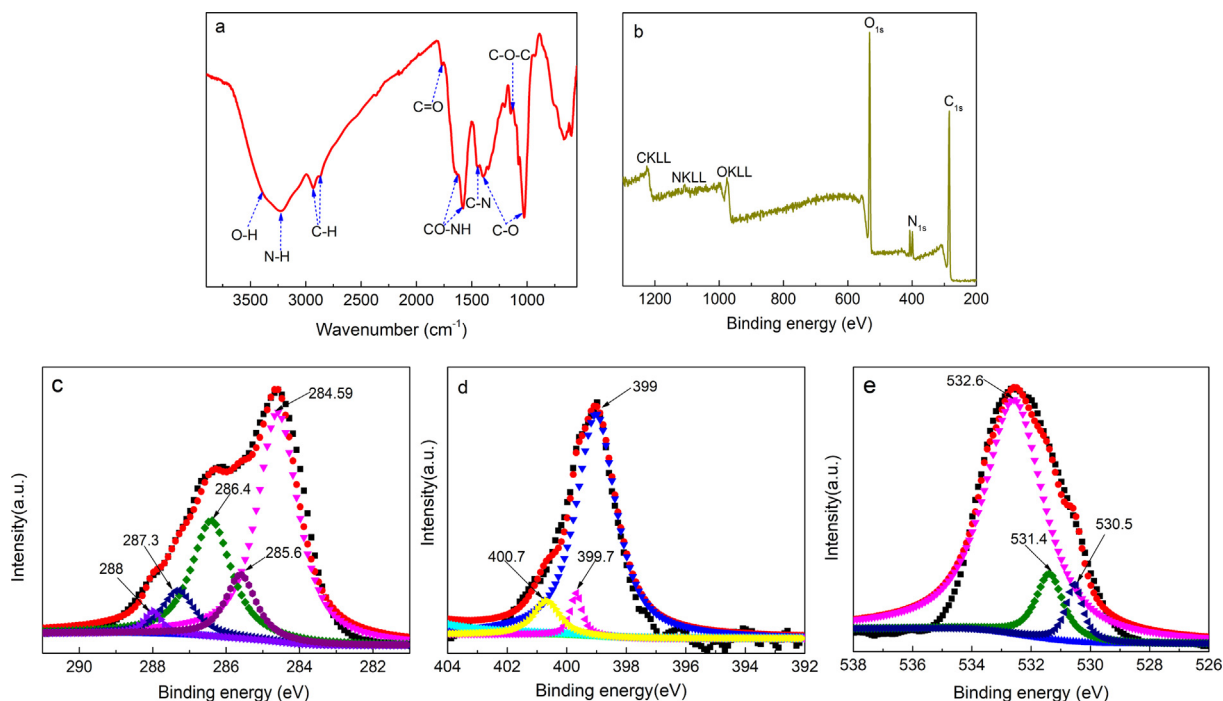 a
C-O-C
C=O
O-H
N-H
C-H
CO-NH
C-N
C-O
3500 3000 2500 2000 1500 1000
Wavenumber (cm⁻¹)
b
O₁ₛ
C₁ₛ
CKLL
NKLL
OKLL
N₁ₛ
1200 1000 800 600 400 200
Binding energy (eV)
c
284.59
286.4
287.3
288
285.6
Intensity(a.u.)
290 288 286 284 282
Binding energy (eV)
d
399
400.7
399.7
Intensity(a.u.)
404 402 400 398 396 394 392
Binding energy(eV)
e
532.6
531.4
530.5
Intensity(a.u.)
538 536 534 532 530 528 526
Binding energy (eV)